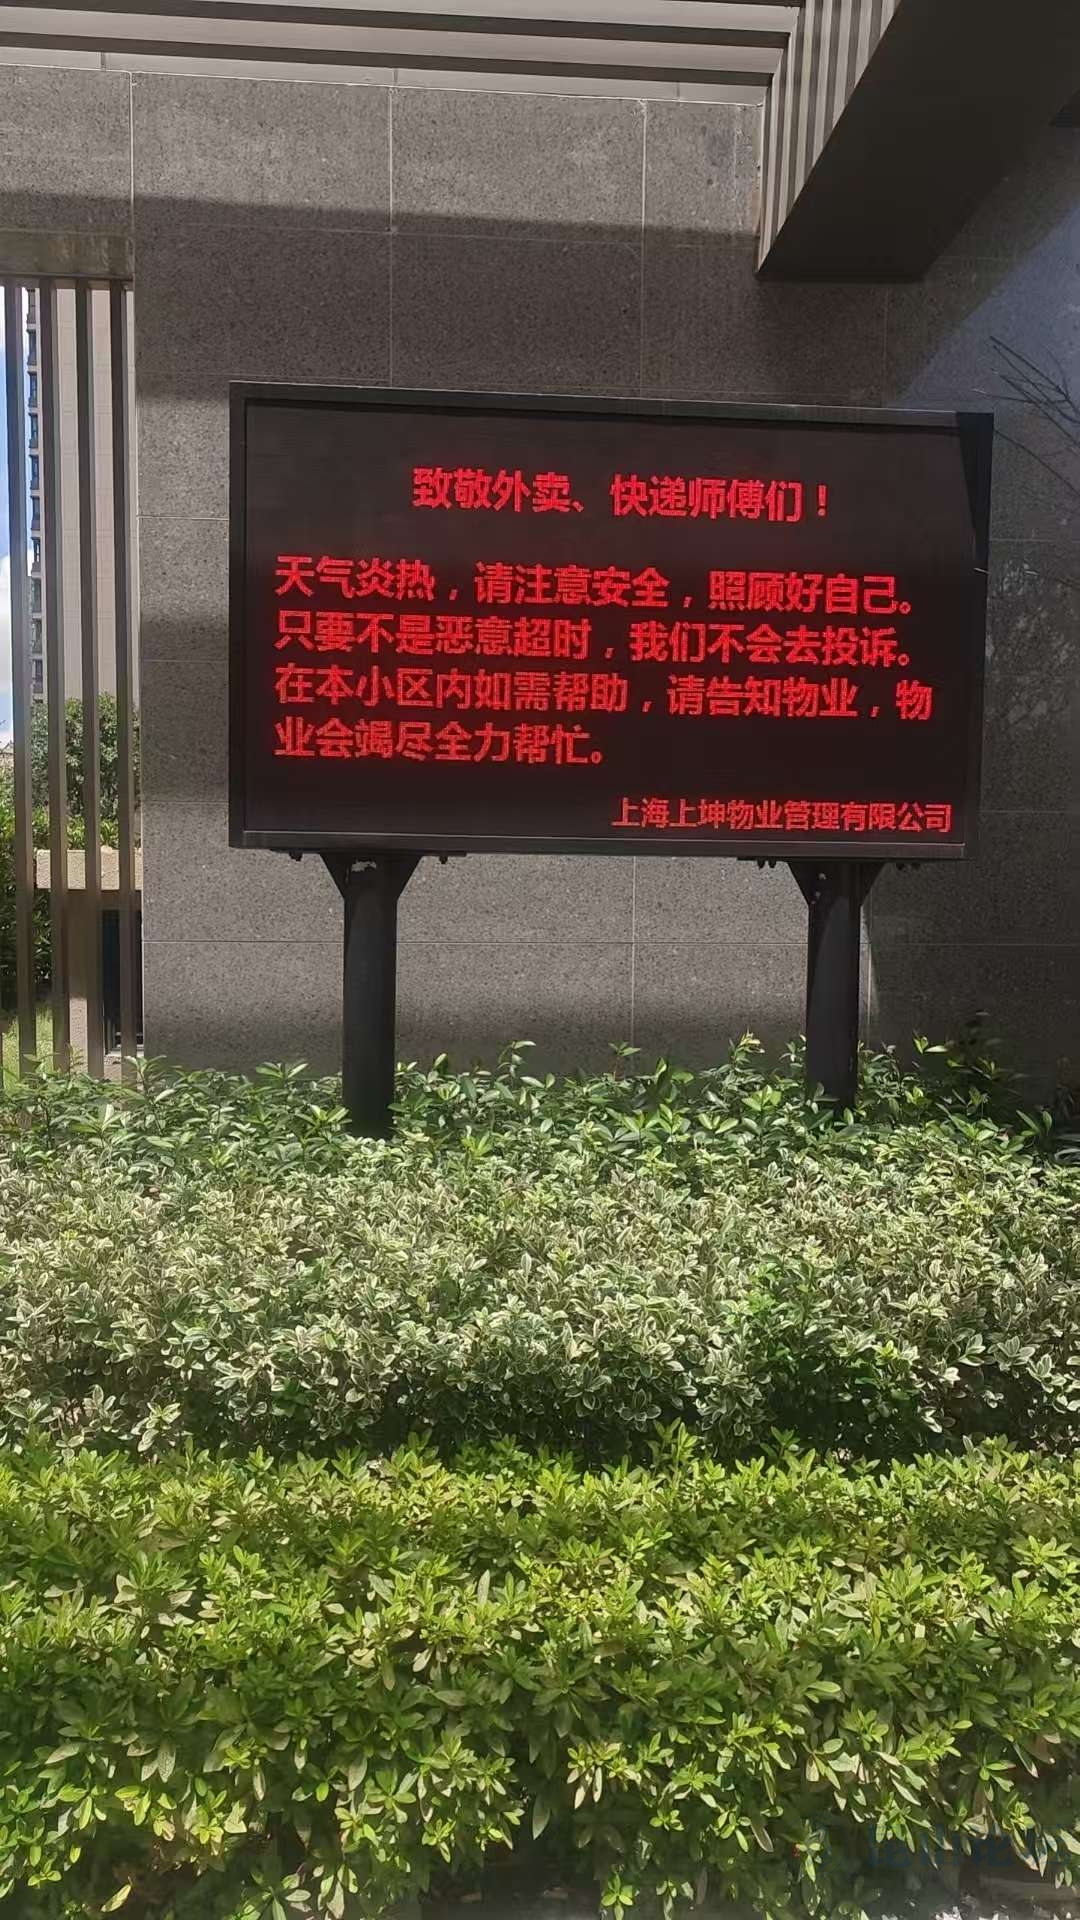 致敬外卖、快递师傅们！
天气炎热，请注意安全，照顾好自己。
只要不是恶意超时，我们不会去投诉。
在本小区内如需帮助，请告知物业，物
业会竭尽全力帮忙。
上海上坤物业管理有限公司